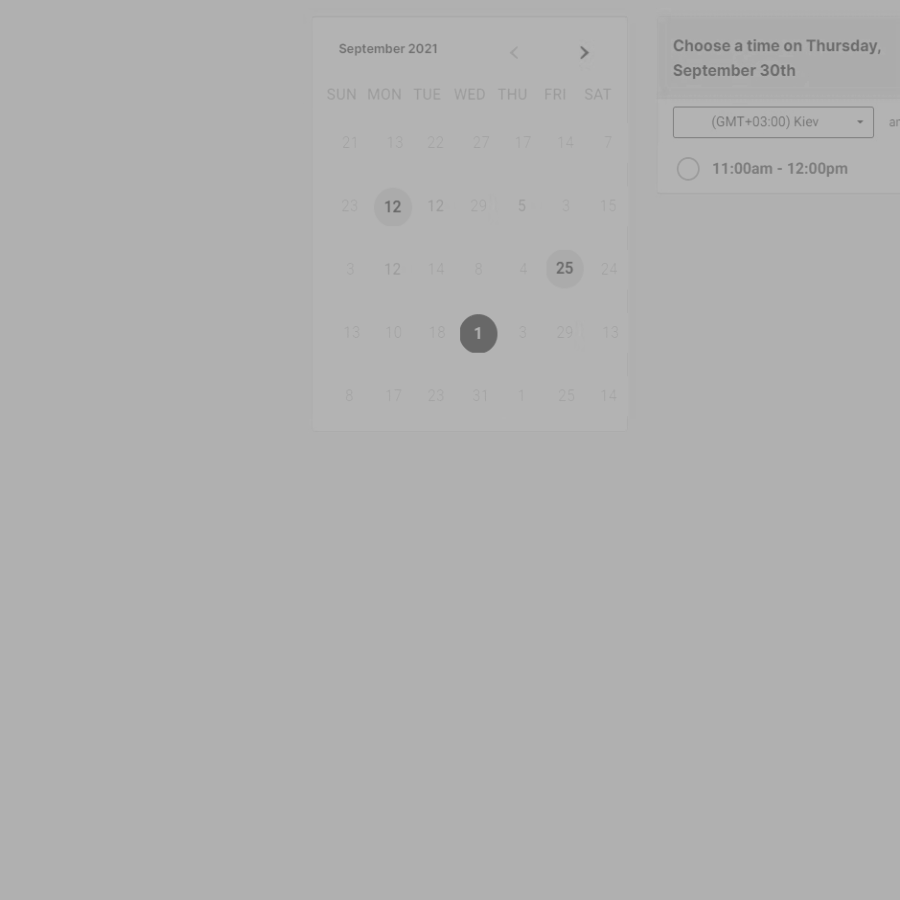 September 2021
Choose a time on Thursday,
September 30th
SUN MON TUE WED THU FRI SAT
(GMT+03:00) Kiev
21 13 22 27 17 14 7
11:00am - 12:00pm
23 12 12 29 5 3 15
3 12 14 8 4 25 24
13 10 18 1 3 29 13
8 17 23 31 1 25 14